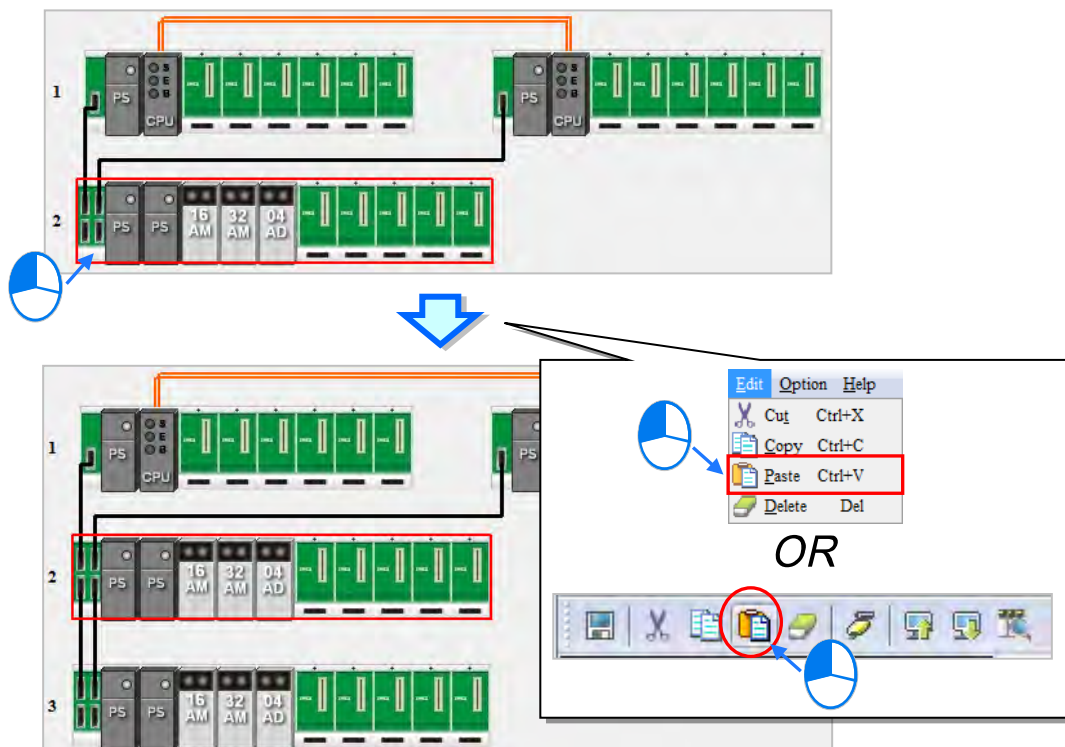 S
E
B
1
PS
CPU
PS
S
E
B
CPU
2
PS
PS
16
AM
32
AM
04
AD
Edit Option Help
Cut Ctrl+X
Copy Ctrl+C
Paste Ctrl+V
Delete Del
OR
S
E
B
1
PS
CPU
PS
2
PS
PS
16
AM
32
AM
04
AD
3
PS
PS
16
AM
32
AM
04
AD